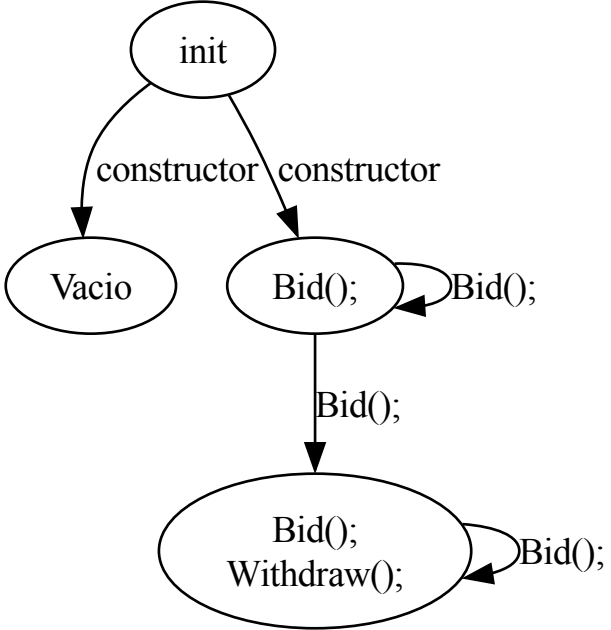 init
constructor
constructor
Vacio
Bid();
Bid();
Bid();
Bid();
Withdraw();
Bid();